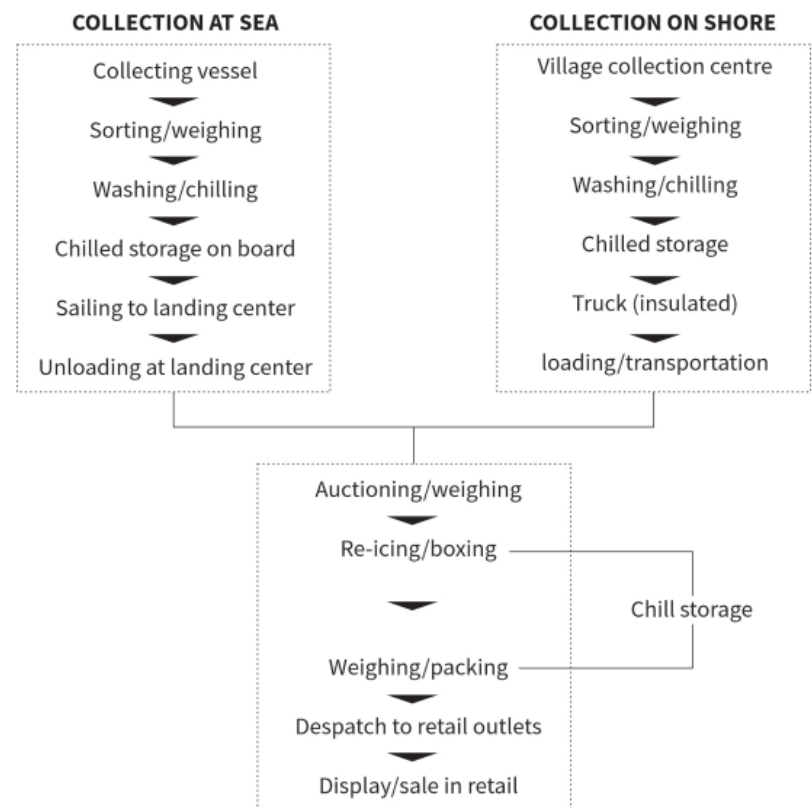 COLLECTION AT SEA
Collecting vessel
Sorting/weighing
Washing/chilling
Chilled storage on board
Sailing to landing center
Unloading at landing center
COLLECTION ON SHORE
Village collection centre
Sorting/weighing
Washing/chilling
Chilled storage
Truck (insulated)
loading/transportation
Auctioning/weighing
Re-icing/boxing
Chill storage
Weighing/packing
Despatch to retail outlets
Display/sale in retail